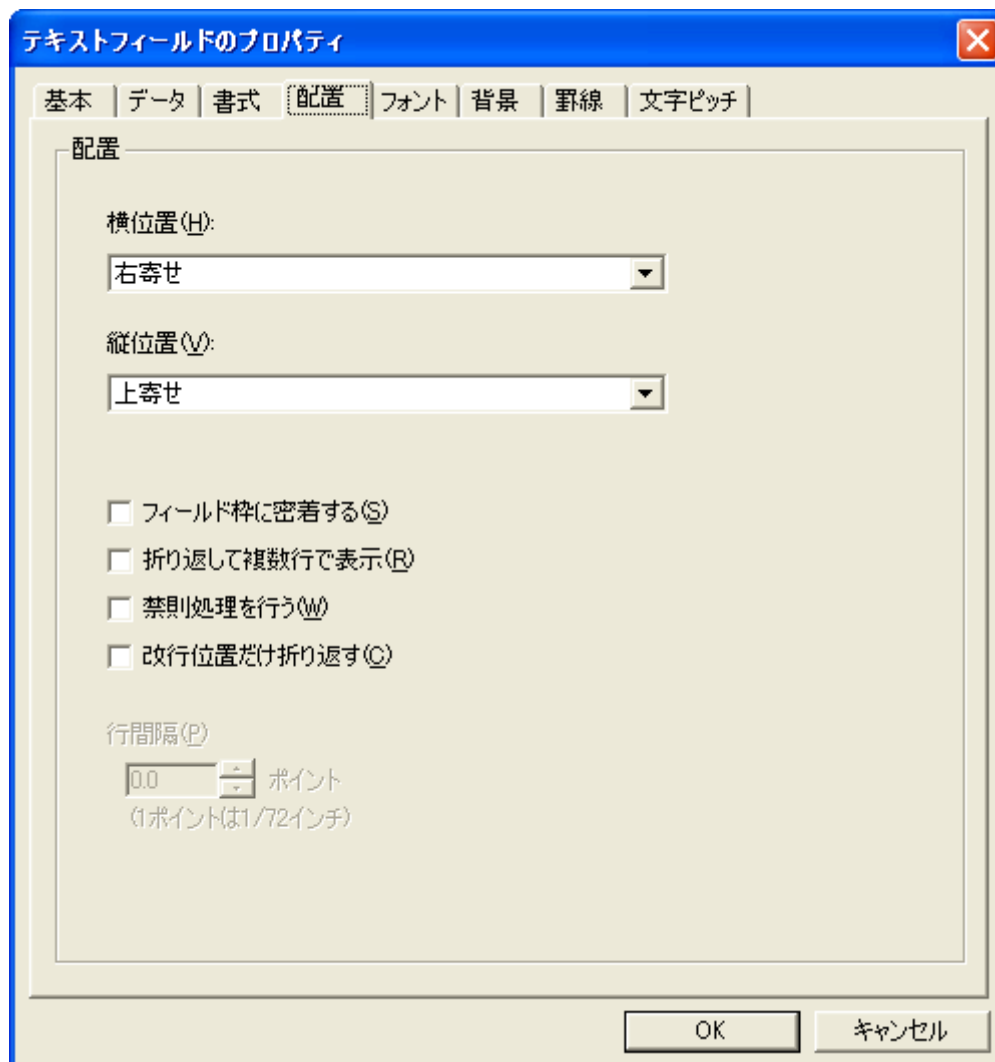 テキストフィールドのプロパティ
基本 データ 書式 配置 フォント 背景 罫線 文字ピッチ
配置
横位置(H):
右寄せ
縦位置(V):
上寄せ
フィールド枠に密着する(S)
折り返して複数行で表示(R)
禁則処理を行う(W)
改行位置だけ折り返す(C)
行間隔(P)
0.0 ポイント
(1ポイントは1/72インチ)
OK キャンセル